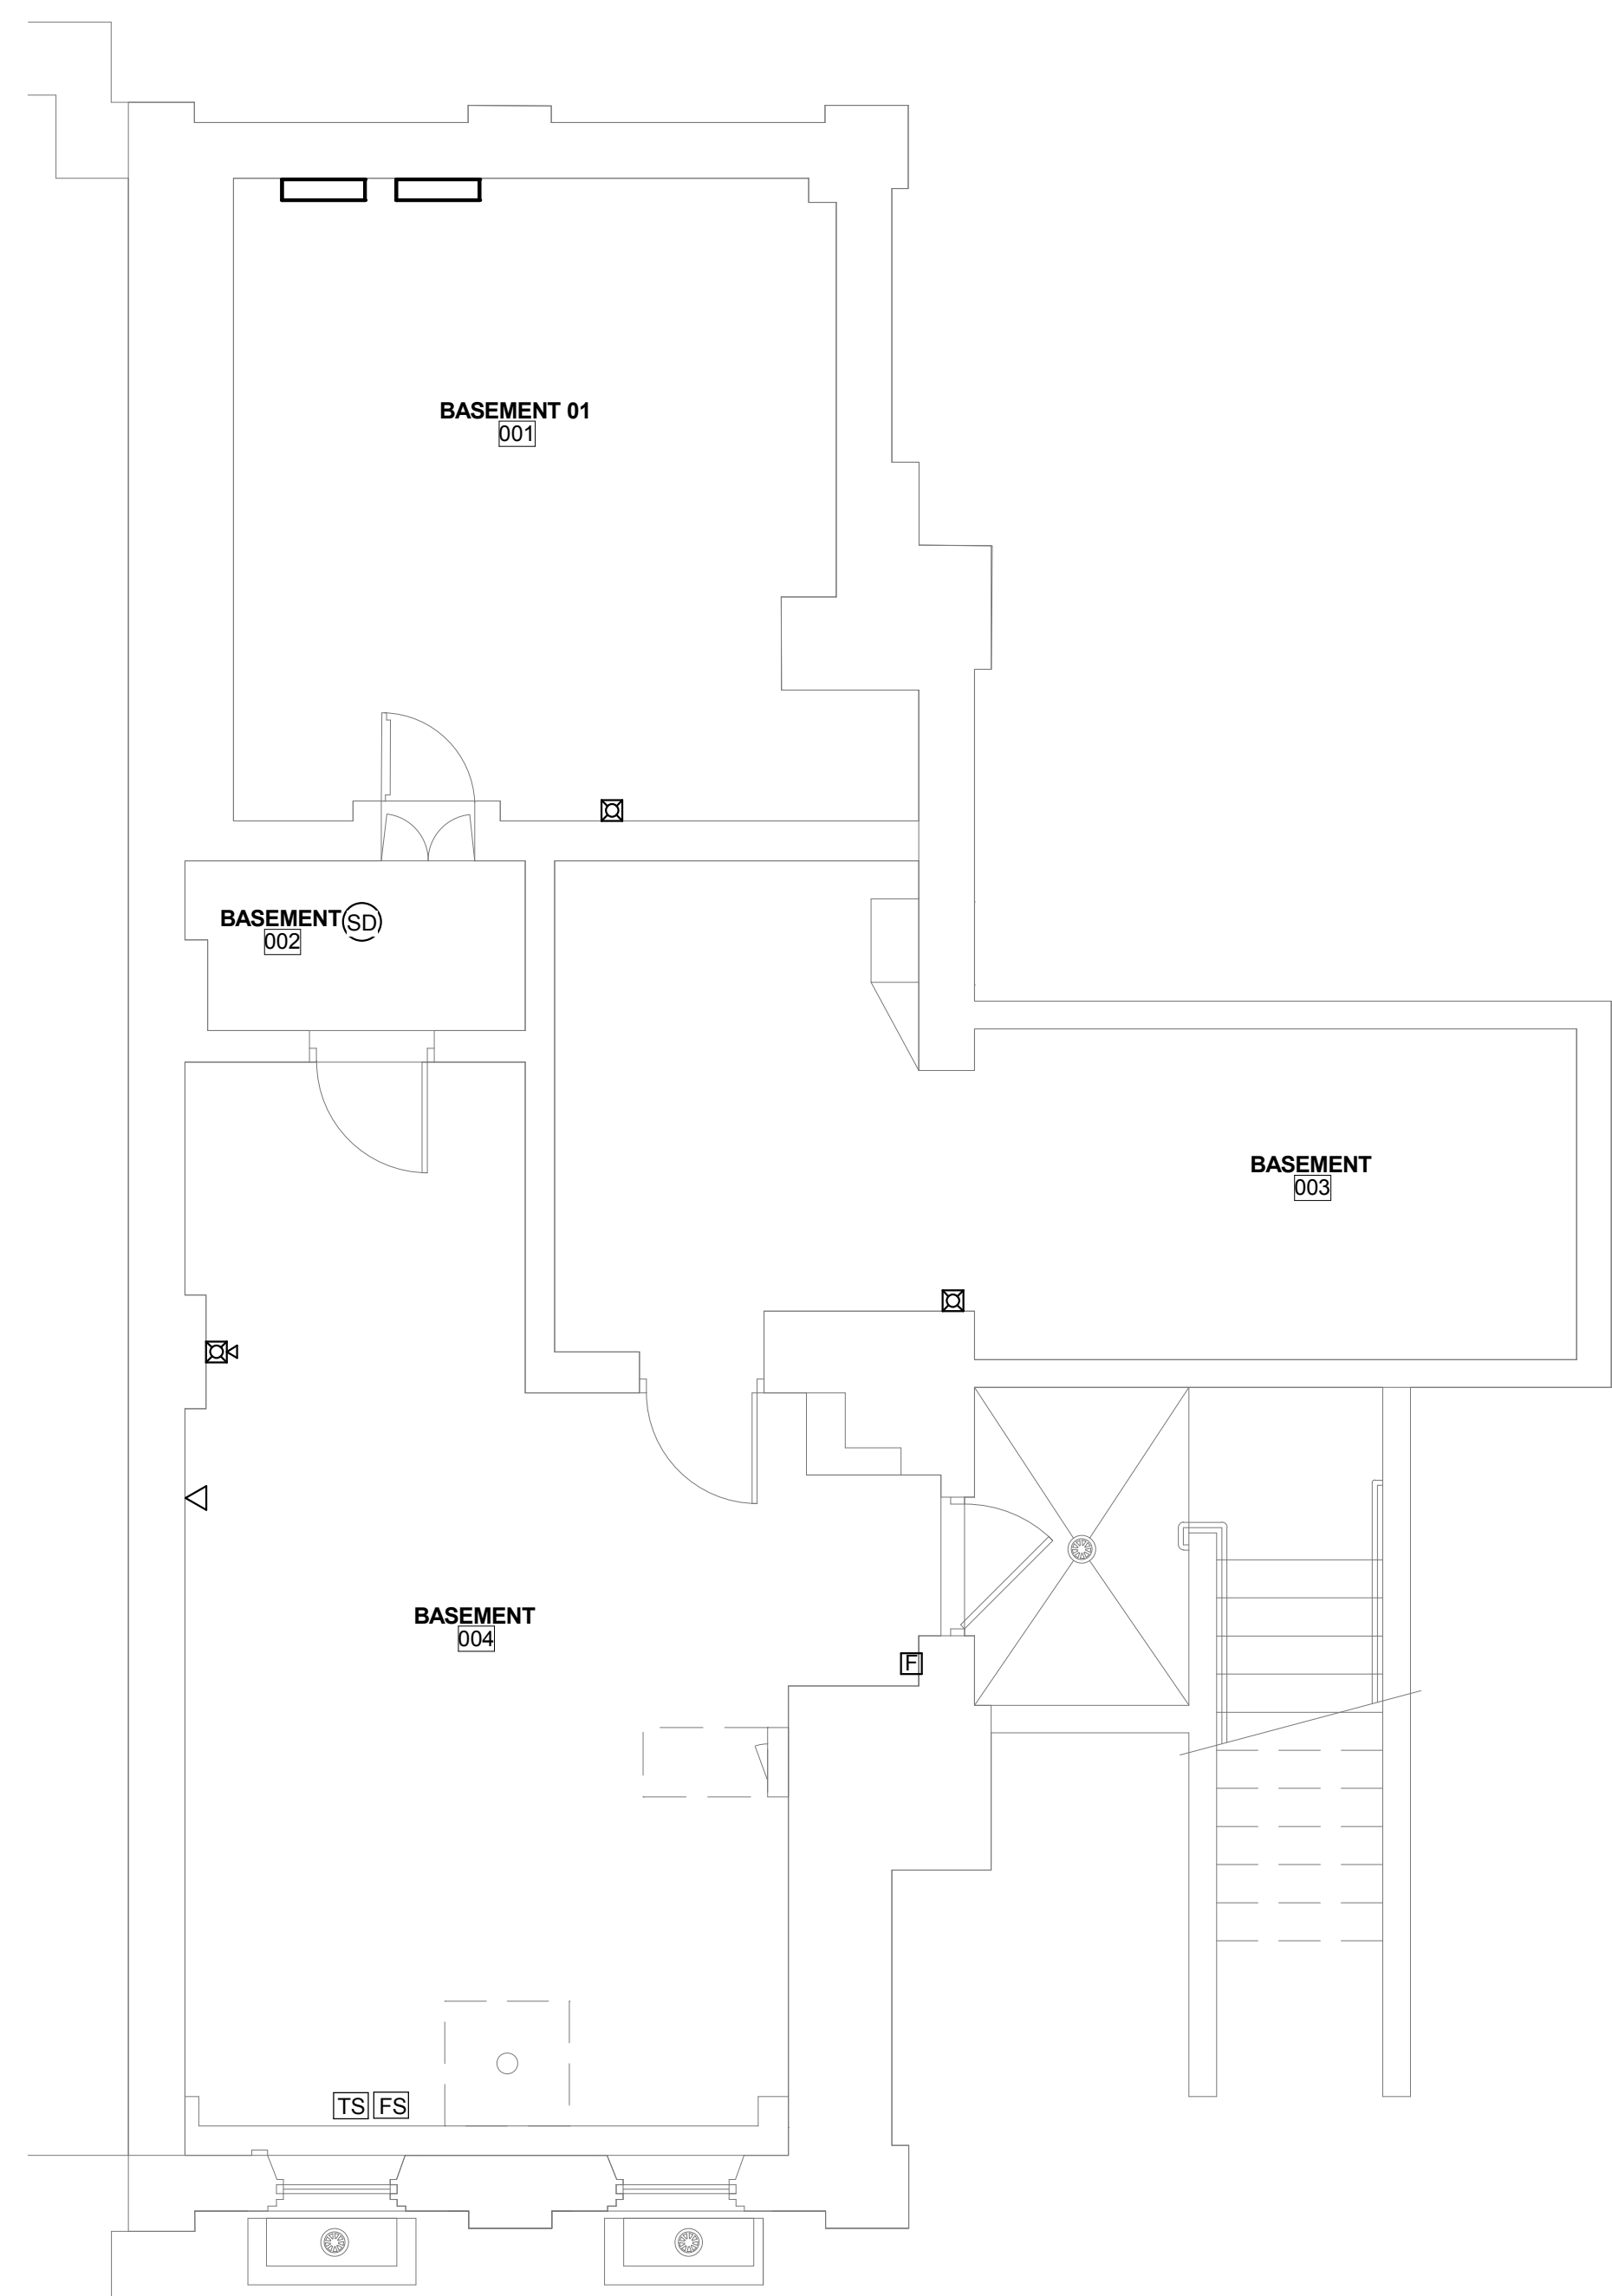 BASEMENT 01
001
BASEMENT SD
002
BASEMENT
003
BASEMENT
004
F
TS FS